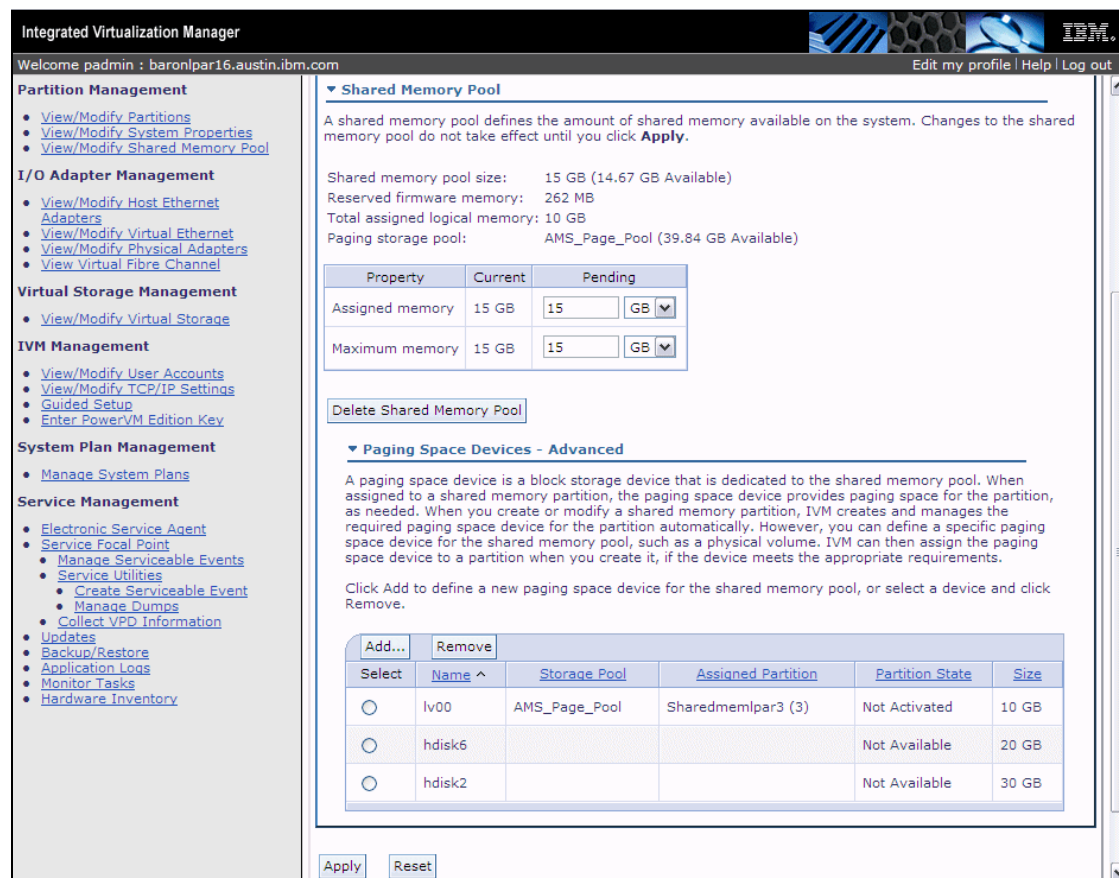 Integrated Virtualization Manager
IBM.
Welcome padmin : baronlpar16.austin.ibm.com
Edit my profile | Help | Log out
Partition Management
View/Modify Partitions
View/Modify System Properties
View/Modify Shared Memory Pool
I/O Adapter Management
View/Modify Host Ethernet
Adapters
View/Modify Virtual Ethernet
View/Modify Physical Adapters
View Virtual Fibre Channel
Virtual Storage Management
View/Modify Virtual Storage
IVM Management
View/Modify User Accounts
View/Modify TCP/IP Settings
Guided Setup
Enter PowerVM Edition Key
System Plan Management
Manage System Plans
Service Management
Electronic Service Agent
Service Focal Point
Manage Serviceable Events
Service Utilities
Create Serviceable Event
Manage Dumps
Collect VPD Information
Updates
Backup/Restore
Application Logs
Monitor Tasks
Hardware Inventory
Shared Memory Pool
A shared memory pool defines the amount of shared memory available on the system. Changes to the shared
memory pool do not take effect until you click Apply.
Shared memory pool size: 15 GB (14.67 GB Available)
Reserved firmware memory: 262 MB
Total assigned logical memory: 10 GB
Paging storage pool: AMS_Page_Pool (39.84 GB Available)
Property Current Pending
Assigned memory 15 GB 15 GB
Maximum memory 15 GB 15 GB
Delete Shared Memory Pool
Paging Space Devices - Advanced
A paging space device is a block storage device that is dedicated to the shared memory pool. When
assigned to a shared memory partition, the paging space device provides paging space for the partition,
as needed. When you create or modify a shared memory partition, IVM creates and manages the
required paging space device for the partition automatically. However, you can define a specific paging
space device for the shared memory pool, such as a physical volume. IVM can then assign the paging
space device to a partition when you create it, if the device meets the appropriate requirements.
Click Add to define a new paging space device for the shared memory pool, or select a device and click
Remove.
Add... Remove
Select Name ^ Storage Pool Assigned Partition Partition State Size
lv00 AMS_Page_Pool Sharedmemlpar3 (3) Not Activated 10 GB
hdisk6 Not Available 20 GB
hdisk2 Not Available 30 GB
Apply Reset